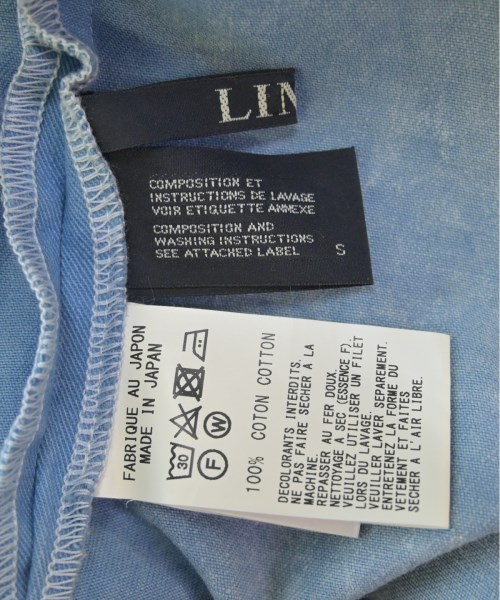 LIM
COMPOSITION ET
INSTRUCTIONS DE LAVAGE
VOIR ETIQUETTE ANNEXE
COMPOSITION AND
WASHING INSTRUCTIONS
SEE ATTACHED LABEL
S
FABRIQUE AU JAPON
MADE IN JAPAN
30
F
W
100% COTON COTTON
DECOLORANTS INTERDITS.
NE PAS FAIRE SECHER A LA
MACHINE.
REPASSER AU FER DOUX.
NETTOYAGE A SEC (ESSENCE F).
VEUILLEZ UTILISER UN FILET
LORS DU LAVAGE.
VEUILLER LAVER SEPAREMENT.
ENTRETENEZ LA FORME DU
VETEMENT ET FAITES
SECHER A L'AIR LIBRE.